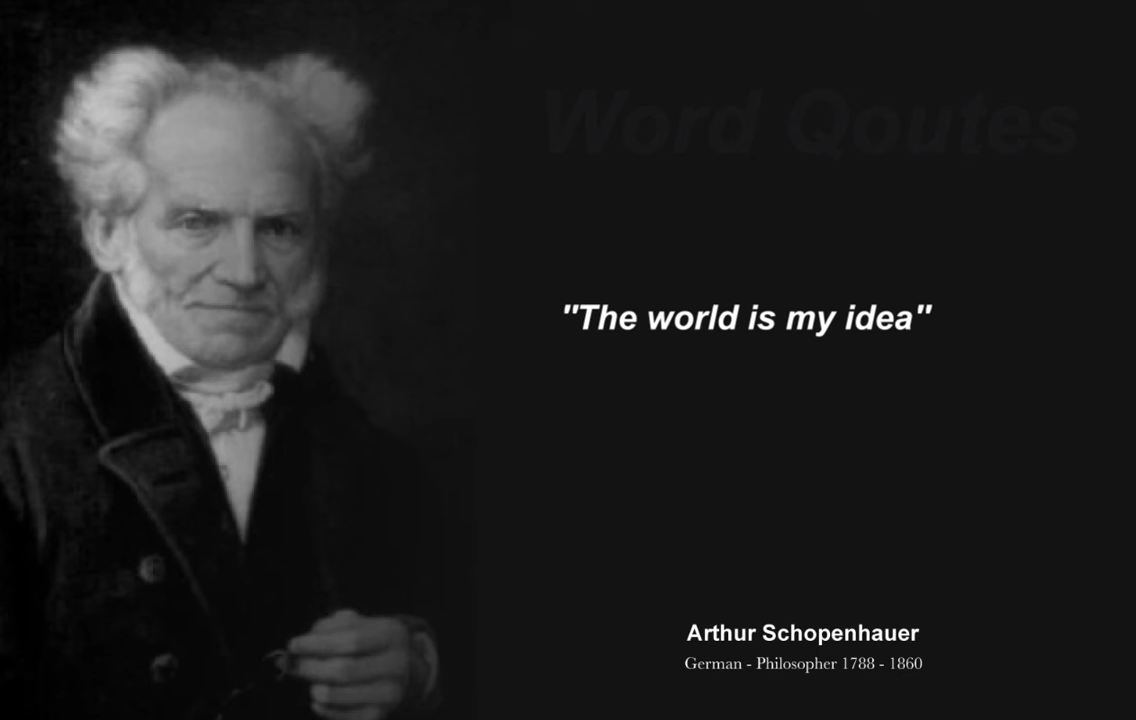 Word Qoutes
"The world is my idea"
Arthur Schopenhauer
German - Philosopher 1788 - 1860